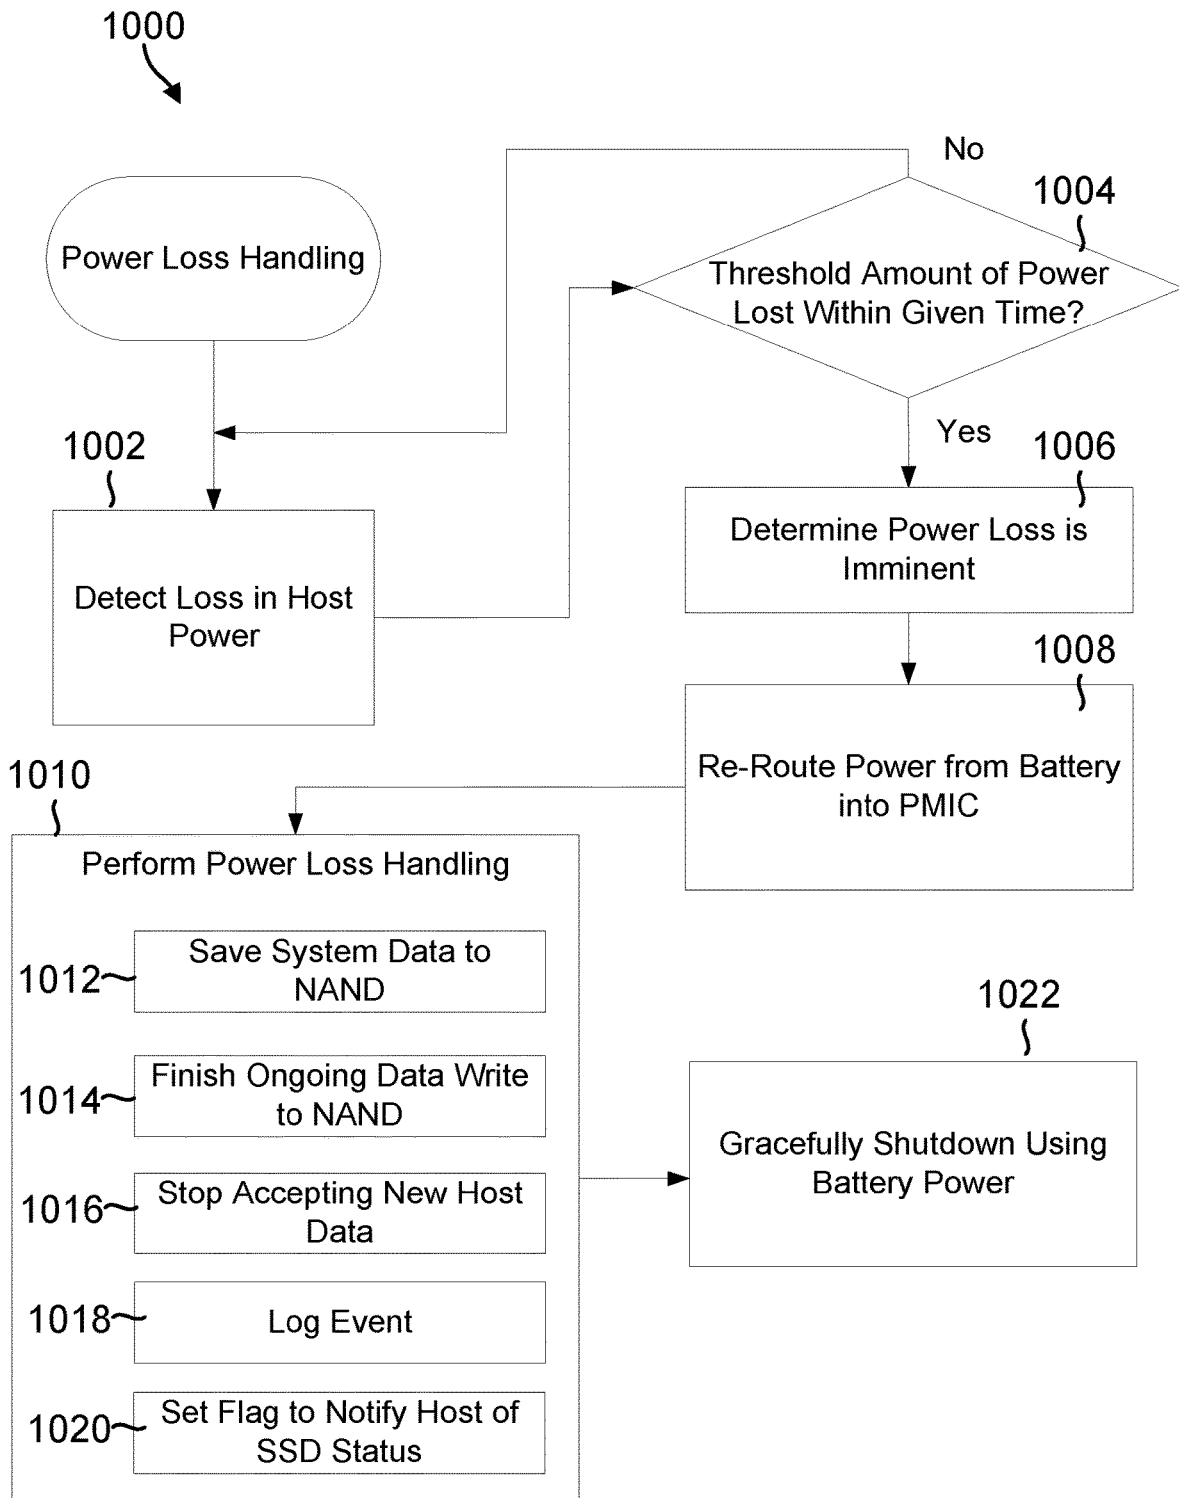 1000
No
1004
Power Loss Handling
Threshold Amount of Power
Lost Within Given Time?
Yes
1002
1006
Detect Loss in Host
Power
Determine Power Loss is
Imminent
1008
Re-Route Power from Battery
into PMIC
1010
Perform Power Loss Handling
1012
Save System Data to
NAND
1014
Finish Ongoing Data Write
to NAND
1016
Stop Accepting New Host
Data
1018
Log Event
1020
Set Flag to Notify Host of
SSD Status
1022
Gracefully Shutdown Using
Battery Power